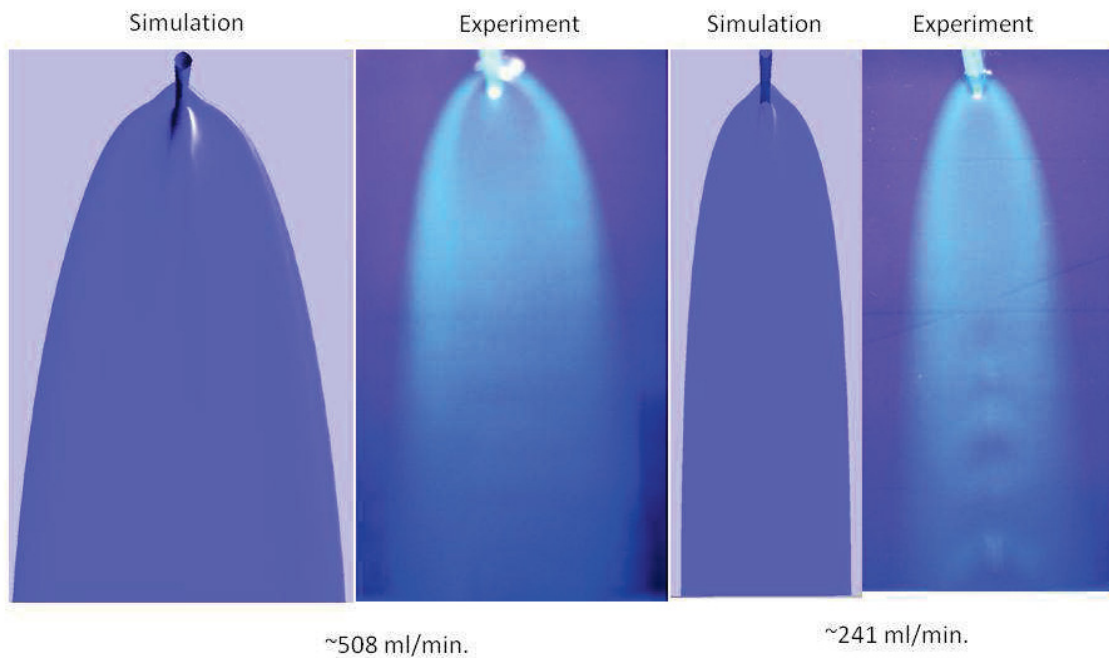 Simulation
Experiment
Simulation
Experiment
~508 ml/min.
~241 ml/min.